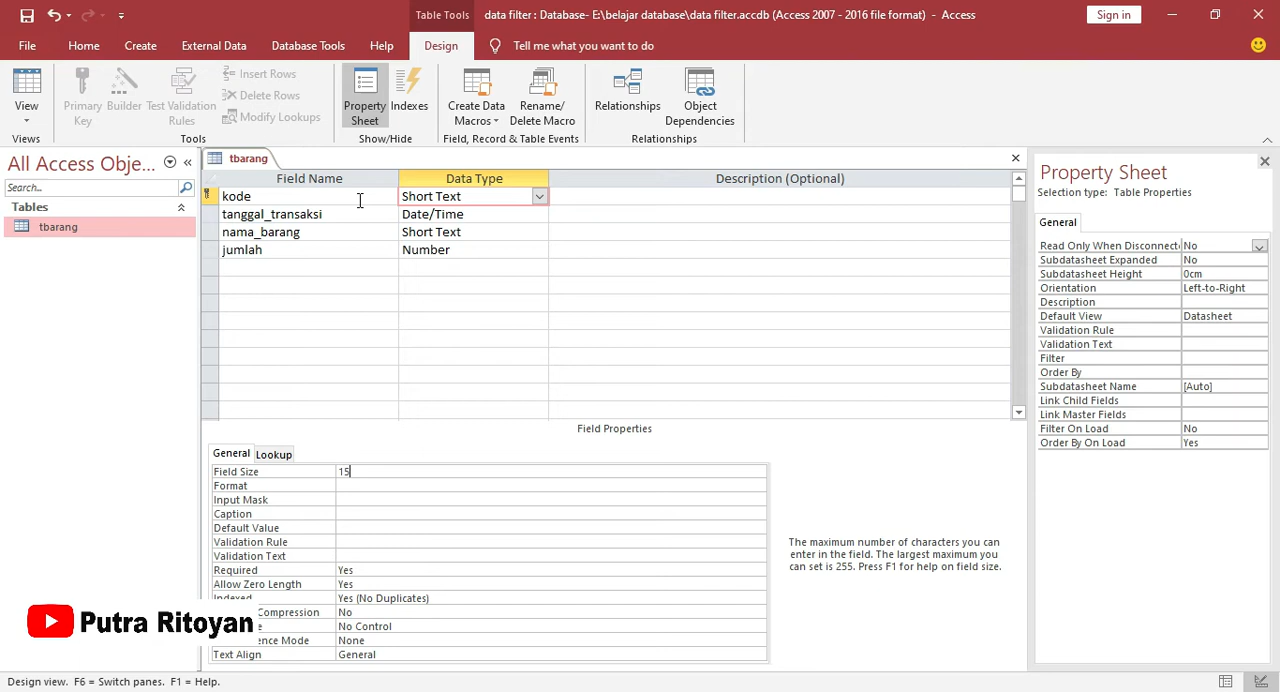 Table Tools
data filter : Database- E:\belajar database\data filter.accdb (Access 2007 - 2016 file format) - Access
Sign in
File Home Create External Data Database Tools Help Design Tell me what you want to do
View
Primary Key
Builder
Test Validation Rules
Insert Rows
Delete Rows
Modify Lookups
Property Sheet
Indexes
Create Data Macros
Rename/ Delete Macro
Relationships
Object Dependencies
Views Tools Show/Hide Field, Record & Table Events Relationships
All Access Obje...
Search...
Tables
tbarang
tbarang
Field Name Data Type Description (Optional)
kode Short Text
tanggal_transaksi Date/Time
nama_barang Short Text
jumlah Number
Field Properties
General Lookup
Field Size 15
Format
Input Mask
Caption
Default Value
Validation Rule
Validation Text
Required Yes
Allow Zero Length Yes
Indexed Yes (No Duplicates)
Compression No
e No Control
ence Mode None
Text Align General
The maximum number of characters you can
enter in the field. The largest maximum you
can set is 255. Press F1 for help on field size.
Property Sheet
Selection type: Table Properties
General
Read Only When Disconnect No
Subdatasheet Expanded No
Subdatasheet Height 0cm
Orientation Left-to-Right
Description
Default View Datasheet
Validation Rule
Validation Text
Filter
Order By
Subdatasheet Name [Auto]
Link Child Fields
Link Master Fields
Filter On Load No
Order By On Load Yes
Putra Ritoyan
Design view. F6 = Switch panes. F1 = Help.